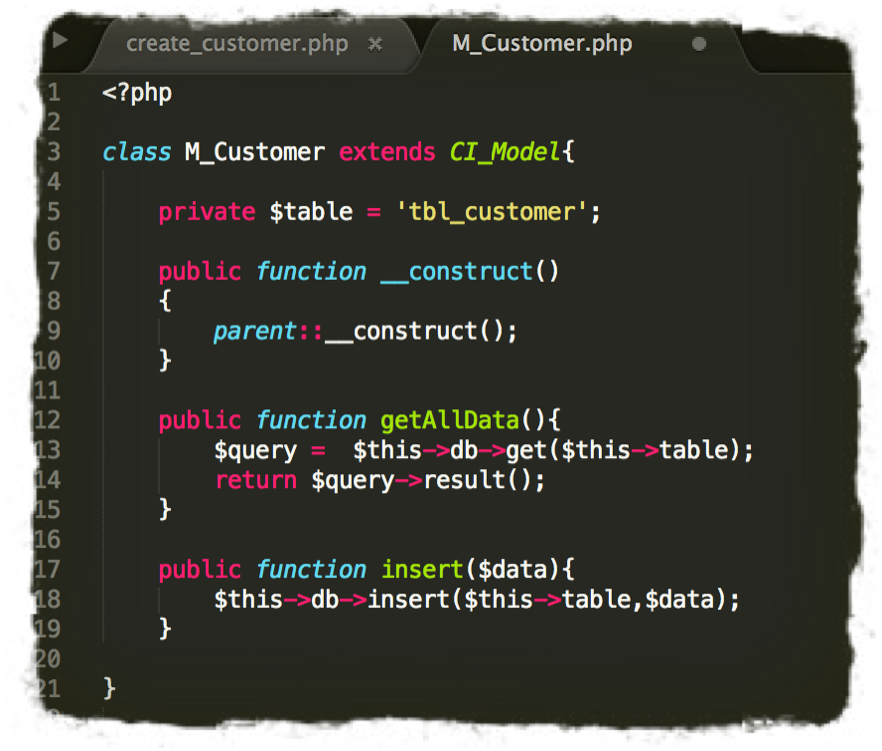 create_customer.php × M_Customer.php
1 <?php
2
3 class M_Customer extends CI_Model{
4
5 private $table = 'tbl_customer';
6
7 public function __construct()
8 {
9 parent::__construct();
10 }
11
12 public function getAllData(){
13 $query =  $this->db->get($this->table);
14 return $query->result();
15 }
16
17 public function insert($data){
18 $this->db->insert($this->table,$data);
19 }
20
21 }